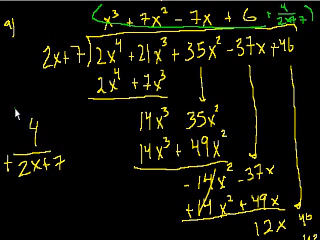 a)
x³ + 7x² - 7x + 6 + 4/(2x+7)
2x+7 2x⁴ + 21x³ + 35x² - 37x + 46
2x⁴ + 7x³
14x³ 35x²
14x³ + 49x²
-14x² - 37x
+14x² + 49x
12x 46
+ 4/(2x+7)